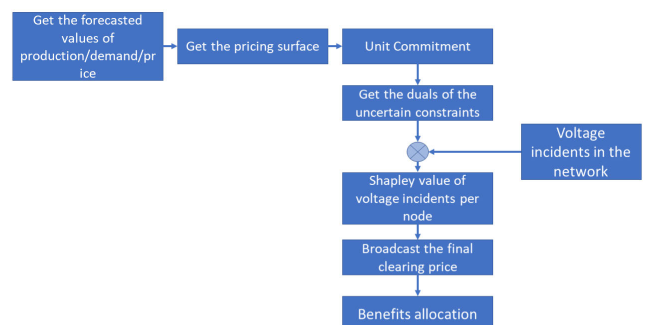 Get the forecasted
values of
production/demand/pr
ice
Get the pricing surface
Unit Commitment
Get the duals of the
uncertain constraints
Voltage
incidents in the
network
Shapley value of
voltage incidents per
node
Broadcast the final
clearing price
Benefits allocation